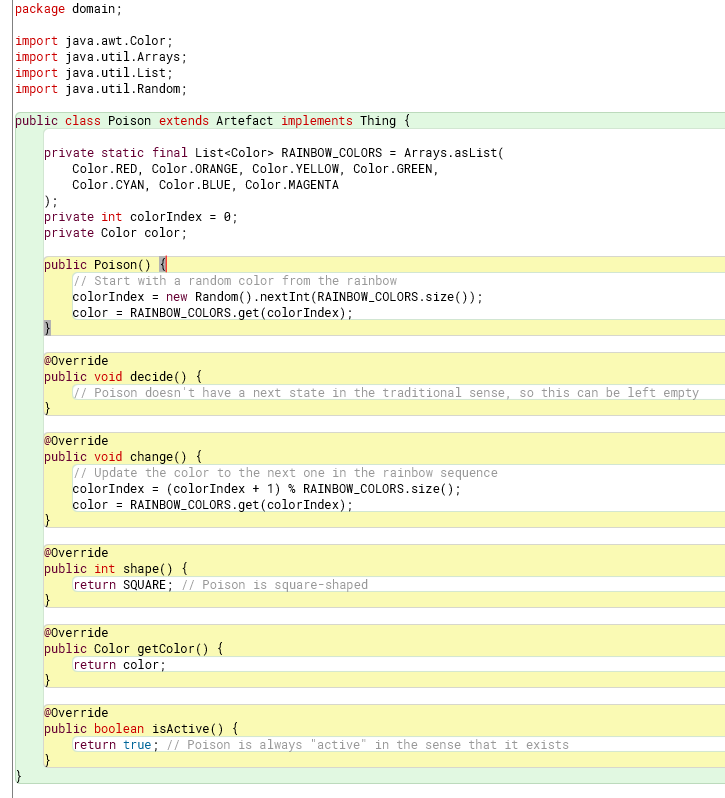 package domain;
import java.awt.Color;
import java.util.Arrays;
import java.util.List;
import java.util.Random;
public class Poison extends Artefact implements Thing {
private static final List<Color> RAINBOW_COLORS = Arrays.asList(
Color.RED, Color.ORANGE, Color.YELLOW, Color.GREEN,
Color.CYAN, Color.BLUE, Color.MAGENTA
);
private int colorIndex = 0;
private Color color;
public Poison() {
// Start with a random color from the rainbow
colorIndex = new Random().nextInt(RAINBOW_COLORS.size());
color = RAINBOW_COLORS.get(colorIndex);
}
@Override
public void decide() {
// Poison doesn't have a next state in the traditional sense, so this can be left empty
}
@Override
public void change() {
// Update the color to the next one in the rainbow sequence
colorIndex = (colorIndex + 1) % RAINBOW_COLORS.size();
color = RAINBOW_COLORS.get(colorIndex);
}
@Override
public int shape() {
return SQUARE; // Poison is square-shaped
}
@Override
public Color getColor() {
return color;
}
@Override
public boolean isActive() {
return true; // Poison is always "active" in the sense that it exists
}
}